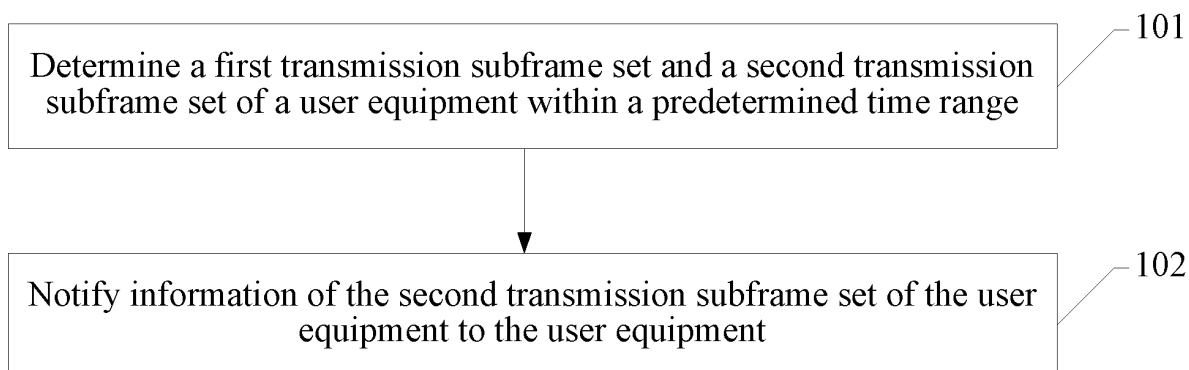 101
Determine a first transmission subframe set and a second transmission
subframe set of a user equipment within a predetermined time range
102
Notify information of the second transmission subframe set of the user
equipment to the user equipment